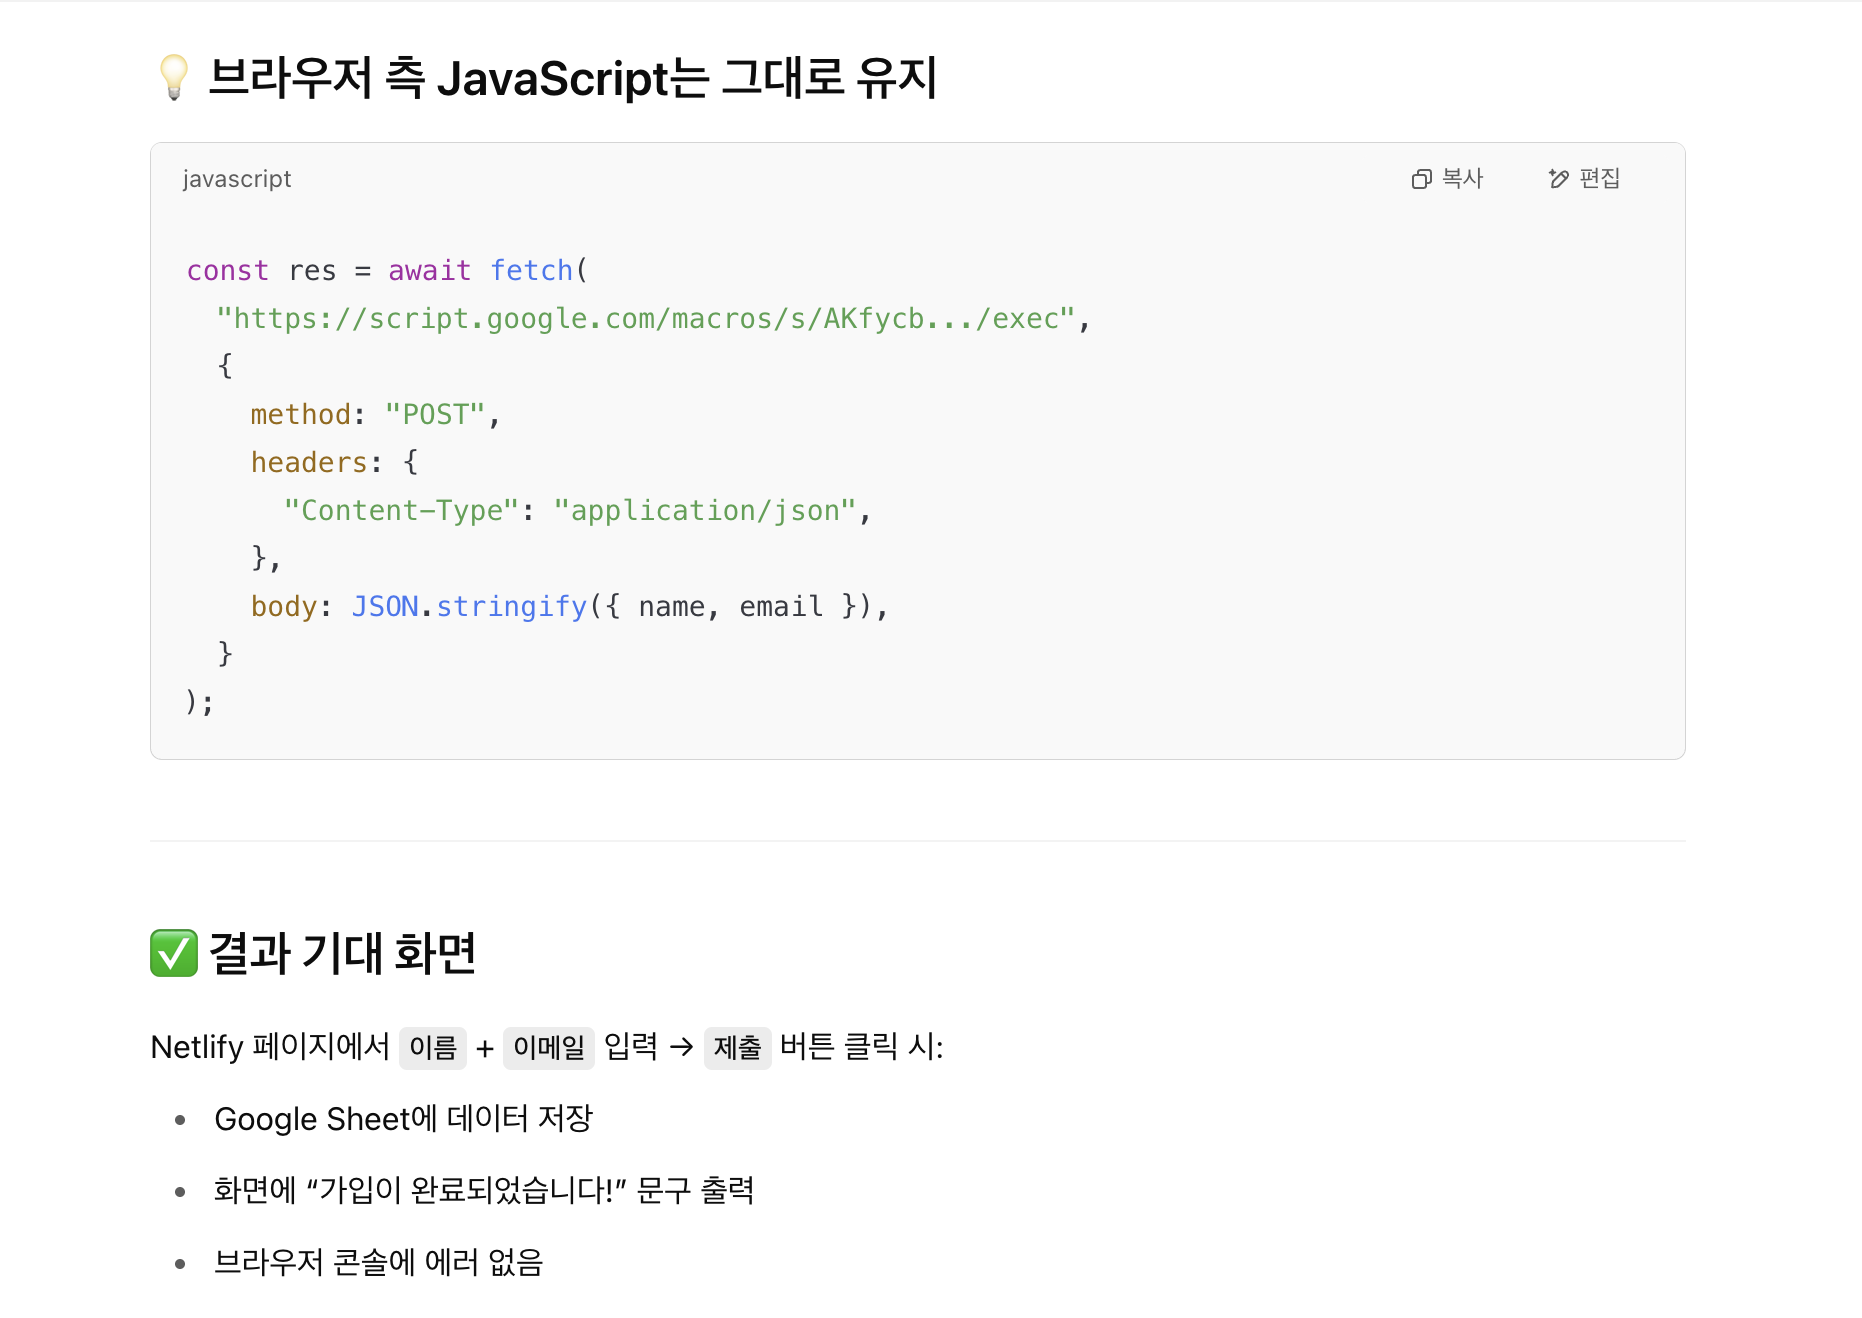 💡 브라우저 측 JavaScript는 그대로 유지
javascript
복사
편집
const res = await fetch(
  "https://script.google.com/macros/s/AKfycb.../exec",
  {
    method: "POST",
    headers: {
      "Content-Type": "application/json",
    },
    body: JSON.stringify({ name, email }),
  }
);
✅ 결과 기대 화면
Netlify 페이지에서 이름 + 이메일 입력 → 제출 버튼 클릭 시:
• Google Sheet에 데이터 저장
• 화면에 “가입이 완료되었습니다!” 문구 출력
• 브라우저 콘솔에 에러 없음